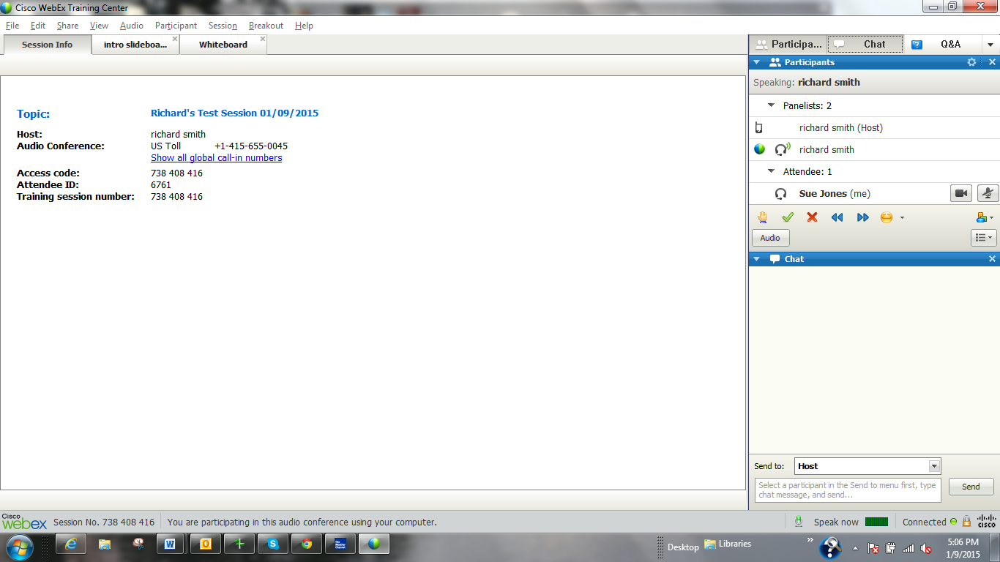 Cisco WebEx Training Center
File Edit Share View Audio Participant Session Breakout Help
Session Info intro slideboa... Whiteboard
Topic: Richard's Test Session 01/09/2015
Host: richard smith
Audio Conference: US Toll +1-415-655-0045
Show all global call-in numbers
Access code: 738 408 416
Attendee ID: 6761
Training session number: 738 408 416
Participa... Chat Q&A
Participants
Speaking: richard smith
Panelists: 2
richard smith (Host)
richard smith
Attendee: 1
Sue Jones (me)
Audio
Chat
Send to: Host
Select a participant in the Send to menu first, type
chat message, and send...
Send
Cisco webex Session No. 738 408 416 You are participating in this audio conference using your computer. Speak now Connected CISCO
Desktop Libraries
The Weather Channel
5:06 PM
1/9/2015